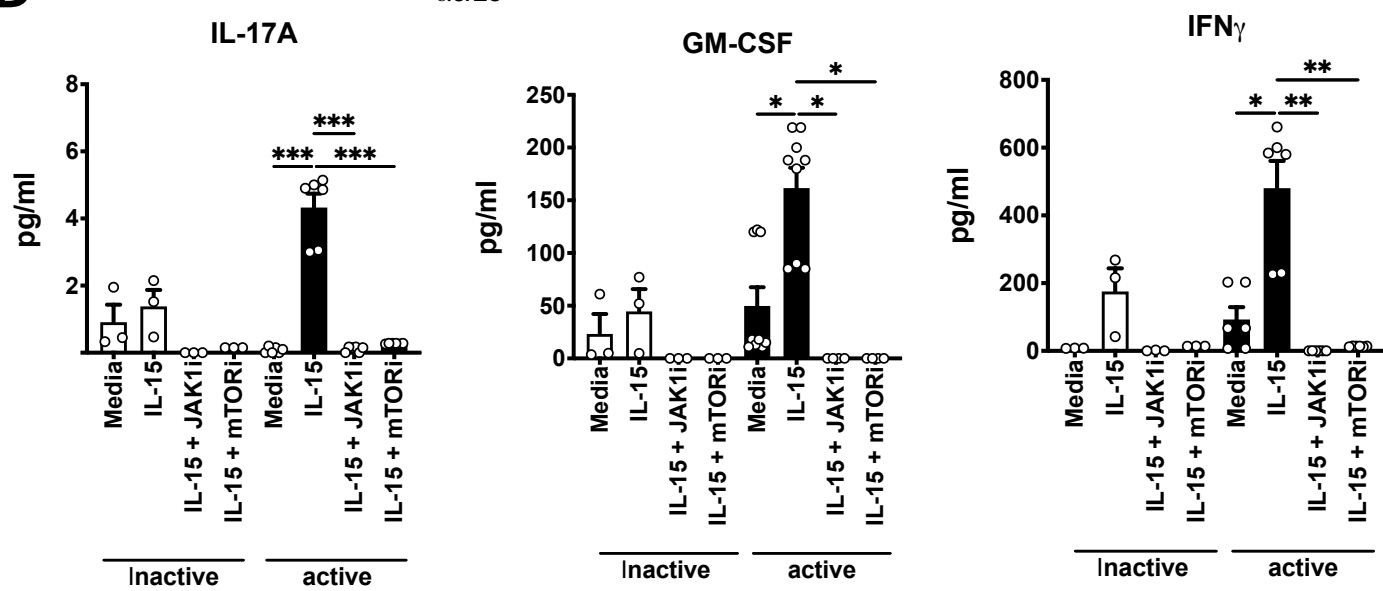 IL-17A
pg/ml
8
6
4
2
***
***
***
Media
IL-15
IL-15 + JAK1i
IL-15 + mTORi
Media
IL-15
IL-15 + JAK1i
IL-15 + mTORi
Inactive
active
GM-CSF
pg/ml
250
200
150
100
50
0
*
*
*
Media
IL-15
IL-15 + JAK1i
IL-15 + mTORi
Media
IL-15
IL-15 + JAK1i
IL-15 + mTORi
Inactive
active
IFNγ
pg/ml
800
600
400
200
0
**
*
**
Media
IL-15
IL-15 + JAK1i
IL-15 + mTORi
Media
IL-15
IL-15 + JAK1i
IL-15 + mTORi
Inactive
active